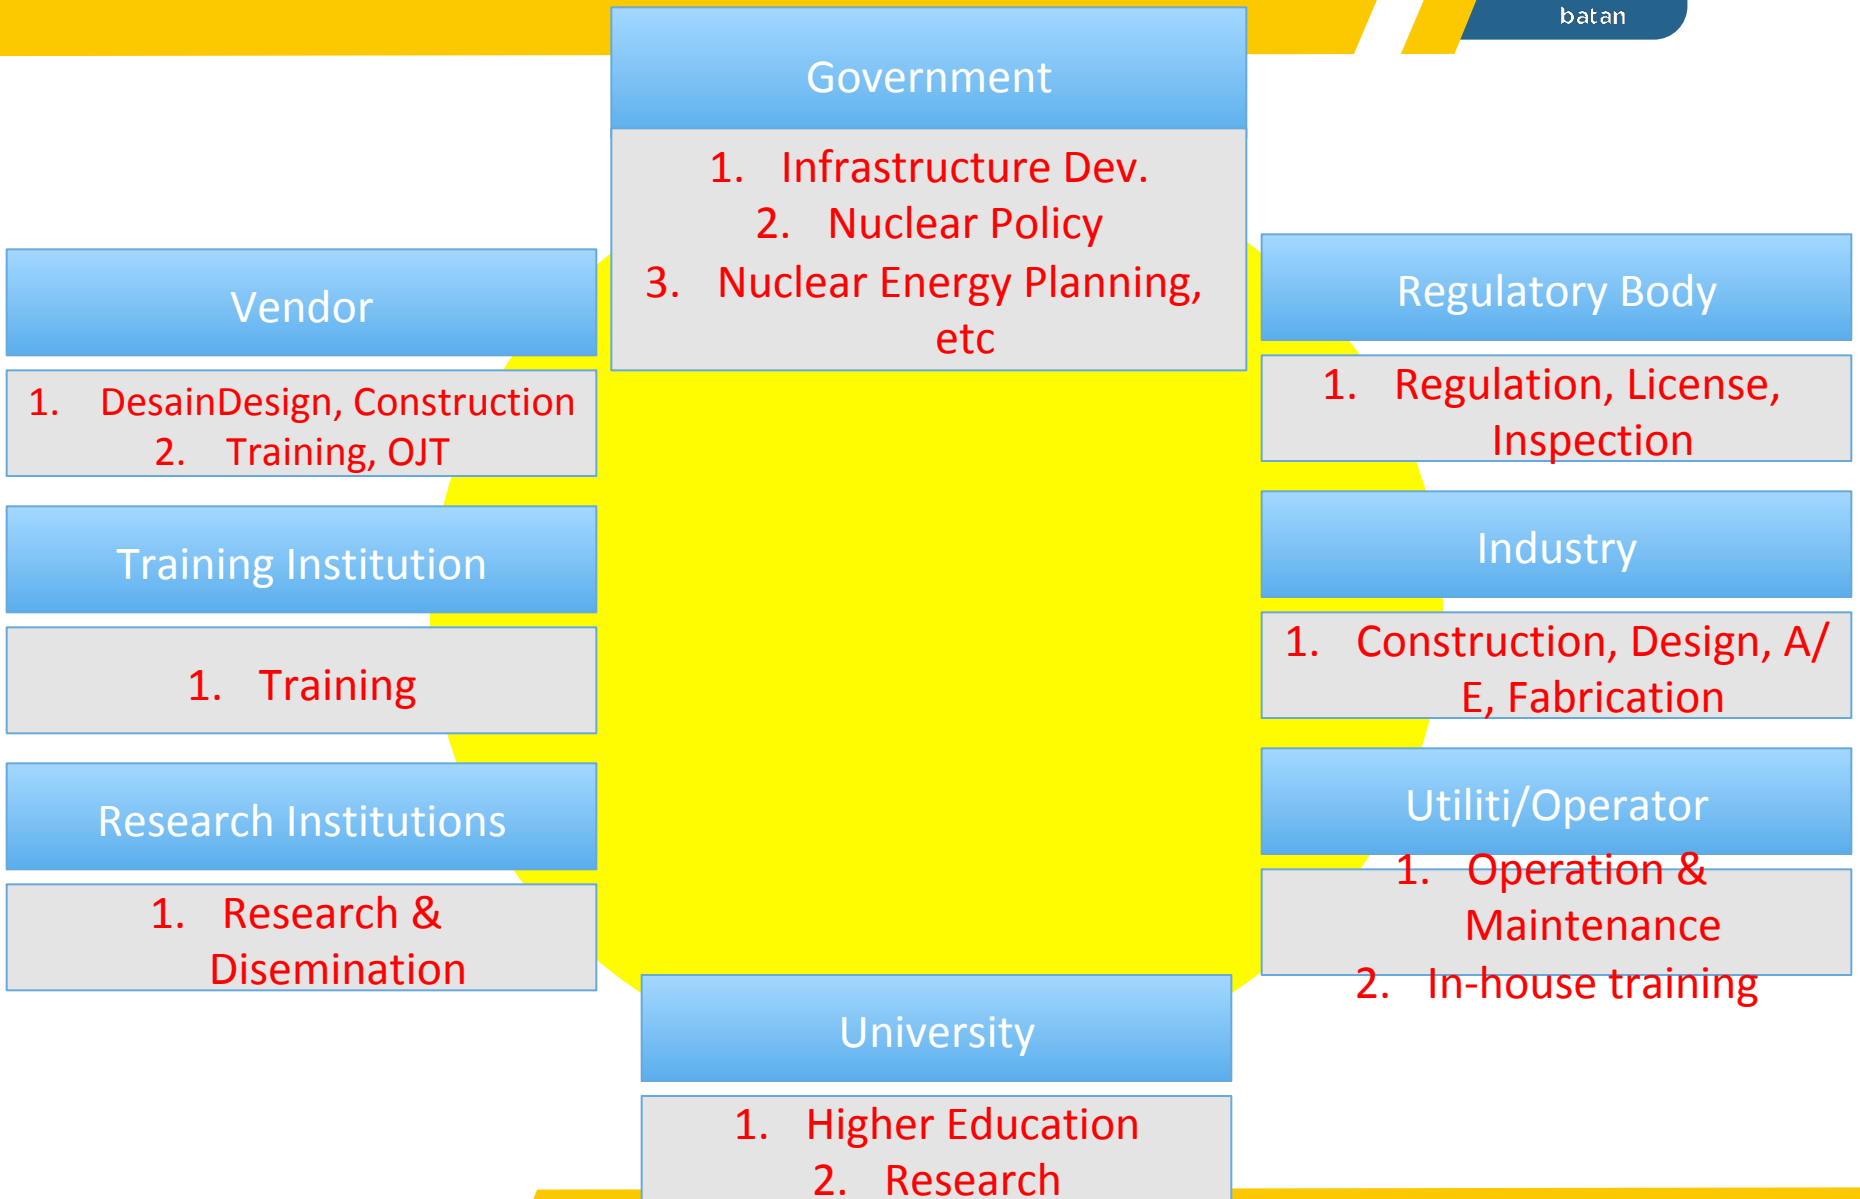 batan
Government
1. Infrastructure Dev.
2. Nuclear Policy
3. Nuclear Energy Planning,
etc
Vendor
1. DesainDesign, Construction
2. Training, OJT
Training Institution
1. Training
Research Institutions
1. Research &
Disemination
Regulatory Body
1. Regulation, License,
Inspection
Industry
1. Construction, Design, A/
E, Fabrication
Utiliti/Operator
1. Operation &
Maintenance
2. In-house training
University
1. Higher Education
2. Research